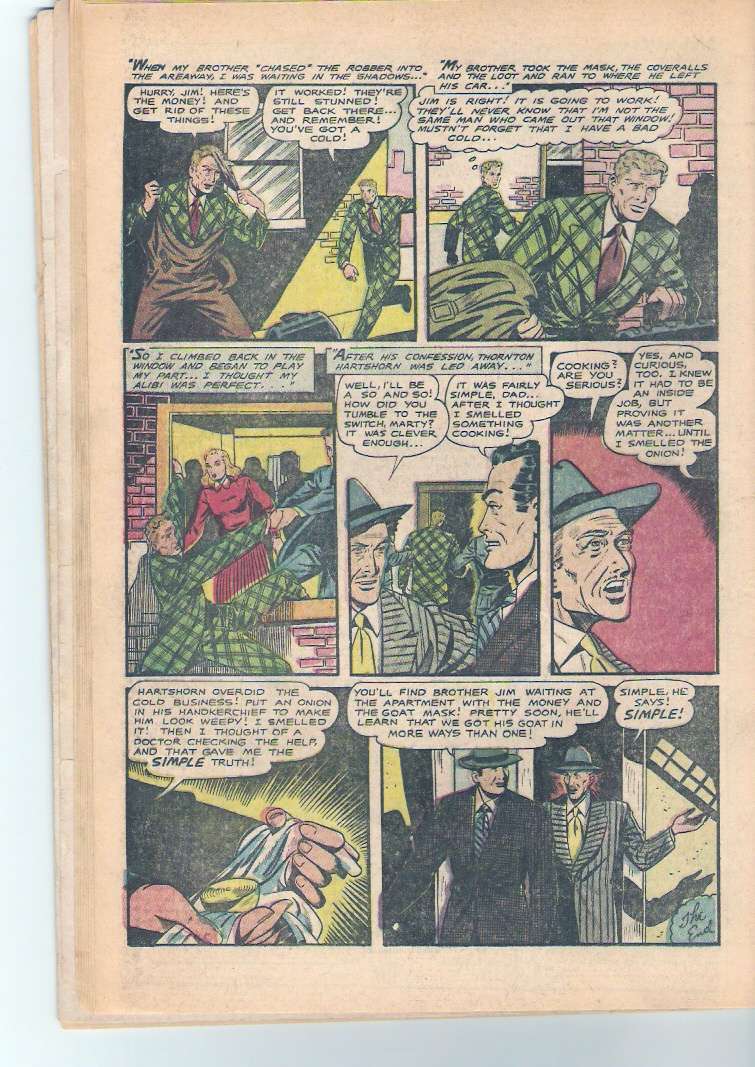 "WHEN MY BROTHER "CHASED" THE ROBBER INTO
THE AREAWAY, I WAS WAITING IN THE SHADOWS..."
HURRY, JIM! HERE'S
THE MONEY! AND
GET RID OF THESE
THINGS!
IT WORKED! THEY'RE
STILL STUNNED!
GET BACK THERE...
AND REMEMBER!
YOU'VE GOT A
COLD!
"MY BROTHER TOOK THE MASK, THE COVERALLS
AND THE LOOT AND RAN TO WHERE HE LEFT
HIS CAR..."
JIM IS RIGHT! IT IS GOING TO WORK!
THEY'LL NEVER KNOW THAT I'M NOT THE
SAME MAN WHO CAME OUT THAT WINDOW!
MUSTN'T FORGET THAT I HAVE A BAD
COLD...
"SO I CLIMBED BACK IN THE
WINDOW AND BEGAN TO PLAY
MY PART... I THOUGHT MY
ALIBI WAS PERFECT...."
"AFTER HIS CONFESSION, THORNTON
HARTSHORN WAS LED AWAY..."
WELL, I'LL BE
A SO AND SO!
HOW DID YOU
TUMBLE TO THE
SWITCH, MARTY?
IT WAS CLEVER
ENOUGH...
IT WAS FAIRLY
SIMPLE, DAD...
AFTER I THOUGHT
I SMELLED
SOMETHING
COOKING!
COOKING?
ARE YOU
SERIOUS?
YES, AND
CURIOUS,
TOO. I KNEW
IT HAD TO BE
AN INSIDE
JOB, BUT
PROVING IT
WAS ANOTHER
MATTER...UNTIL
I SMELLED THE
ONION!
HARTSHORN OVERDID THE
COLD BUSINESS! PUT AN ONION
IN HIS HANDKERCHIEF TO MAKE
HIM LOOK WEEPY! I SMELLED
IT! THEN I THOUGHT OF A
DOCTOR CHECKING THE HELP,
AND THAT GAVE ME THE
SIMPLE TRUTH!
YOU'LL FIND BROTHER JIM WAITING AT
THE APARTMENT WITH THE MONEY AND
THE GOAT MASK! PRETTY SOON, HE'LL
LEARN THAT WE GOT HIS GOAT IN
MORE WAYS THAN ONE!
SIMPLE, HE
SAYS!
SIMPLE!
The
End